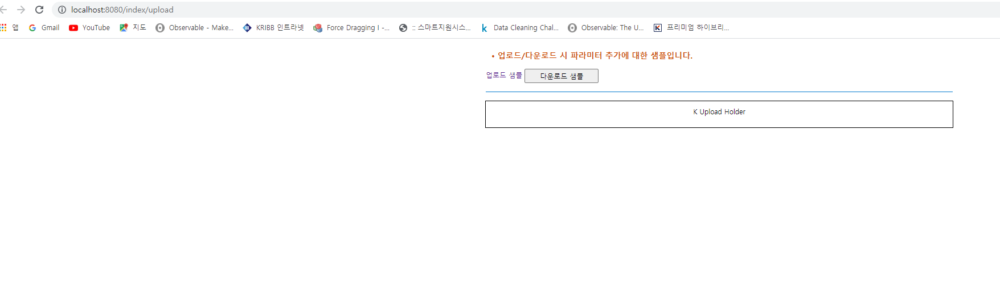 localhost:8080/index/upload
앱 Gmail YouTube 지도 Observable - Make... KRIBB 인트라넷 Force Dragging I -... :: 스마트지원시스... Data Cleaning Chal... Observable: The U... 프리미엄 하이브리...
• 업로드/다운로드 시 파라미터 추가에 대한 샘플입니다.
업로드 샘플 다운로드 샘플
K Upload Holder